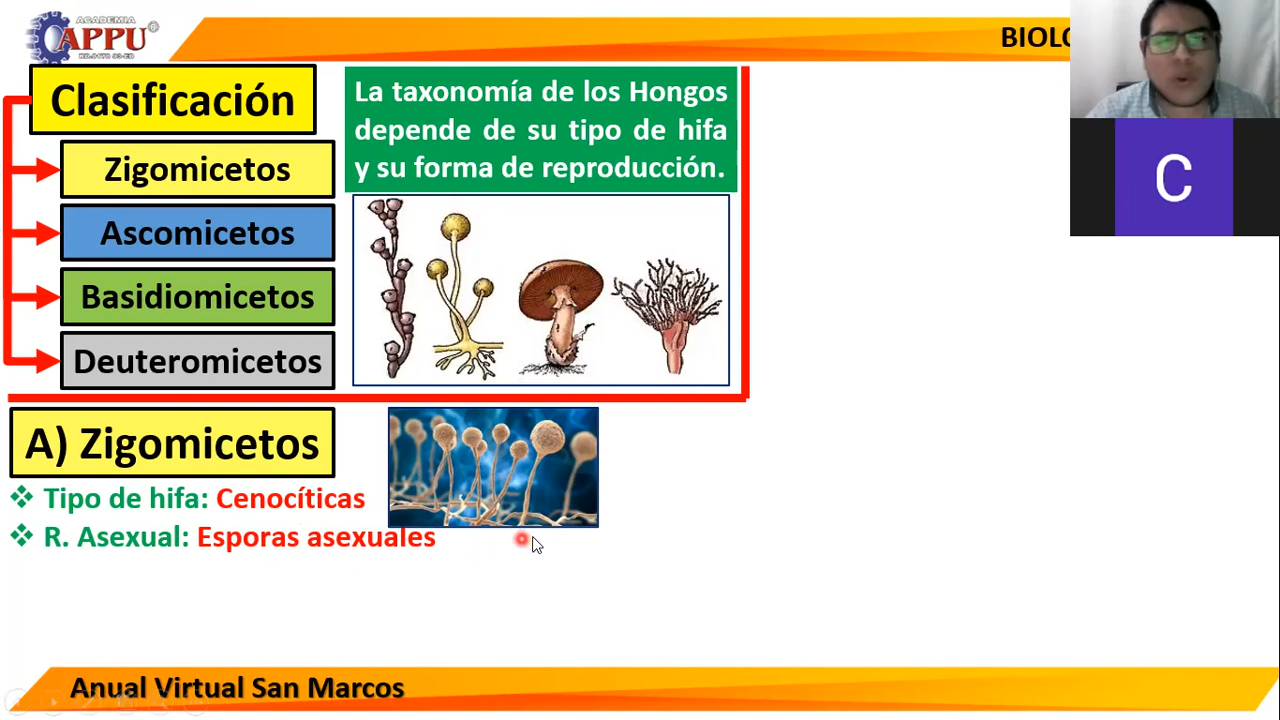 ACADEMIA
APPU
BIOLO
Clasificación
Zigomicetos
Ascomicetos
Basidiomicetos
Deuteromicetos
La taxonomía de los Hongos
depende de su tipo de hifa
y su forma de reproducción.
C
A) Zigomicetos
❖ Tipo de hifa: Cenocíticas
❖ R. Asexual: Esporas asexuales
Anual Virtual San Marcos